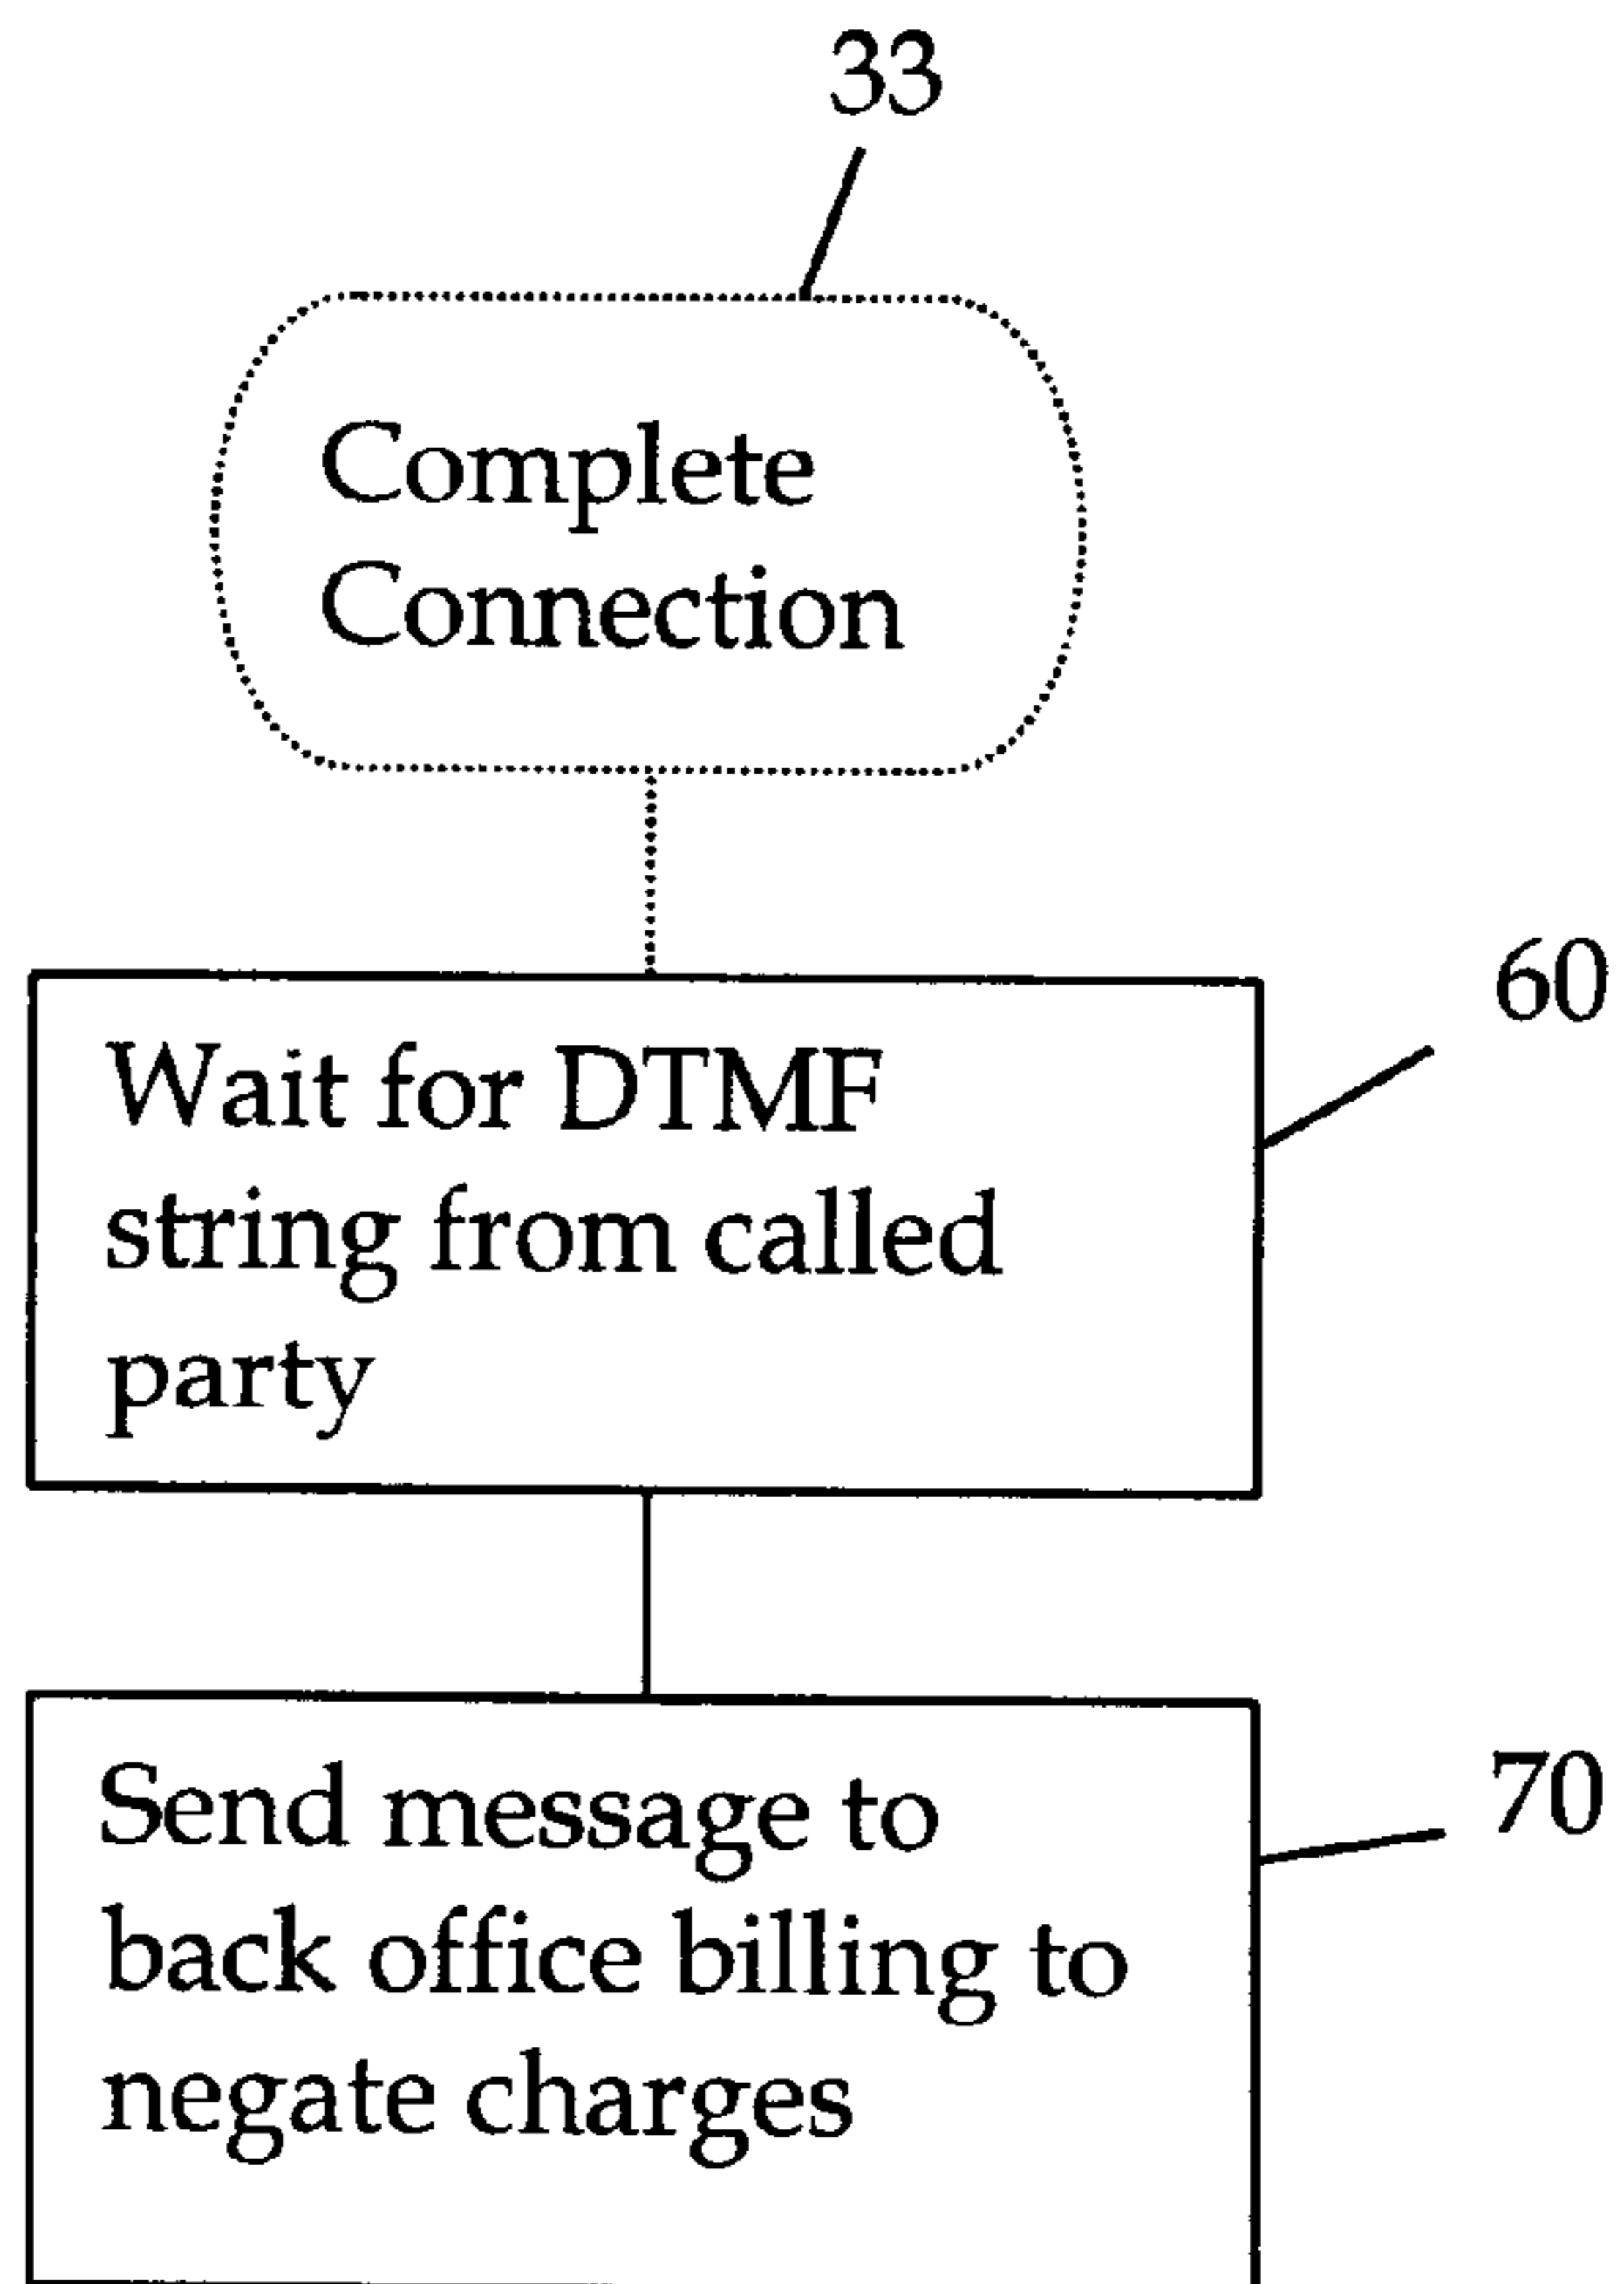 33
Complete
Connection
60
Wait for DTMF
string from called
party
70
Send message to
back office billing to
negate charges